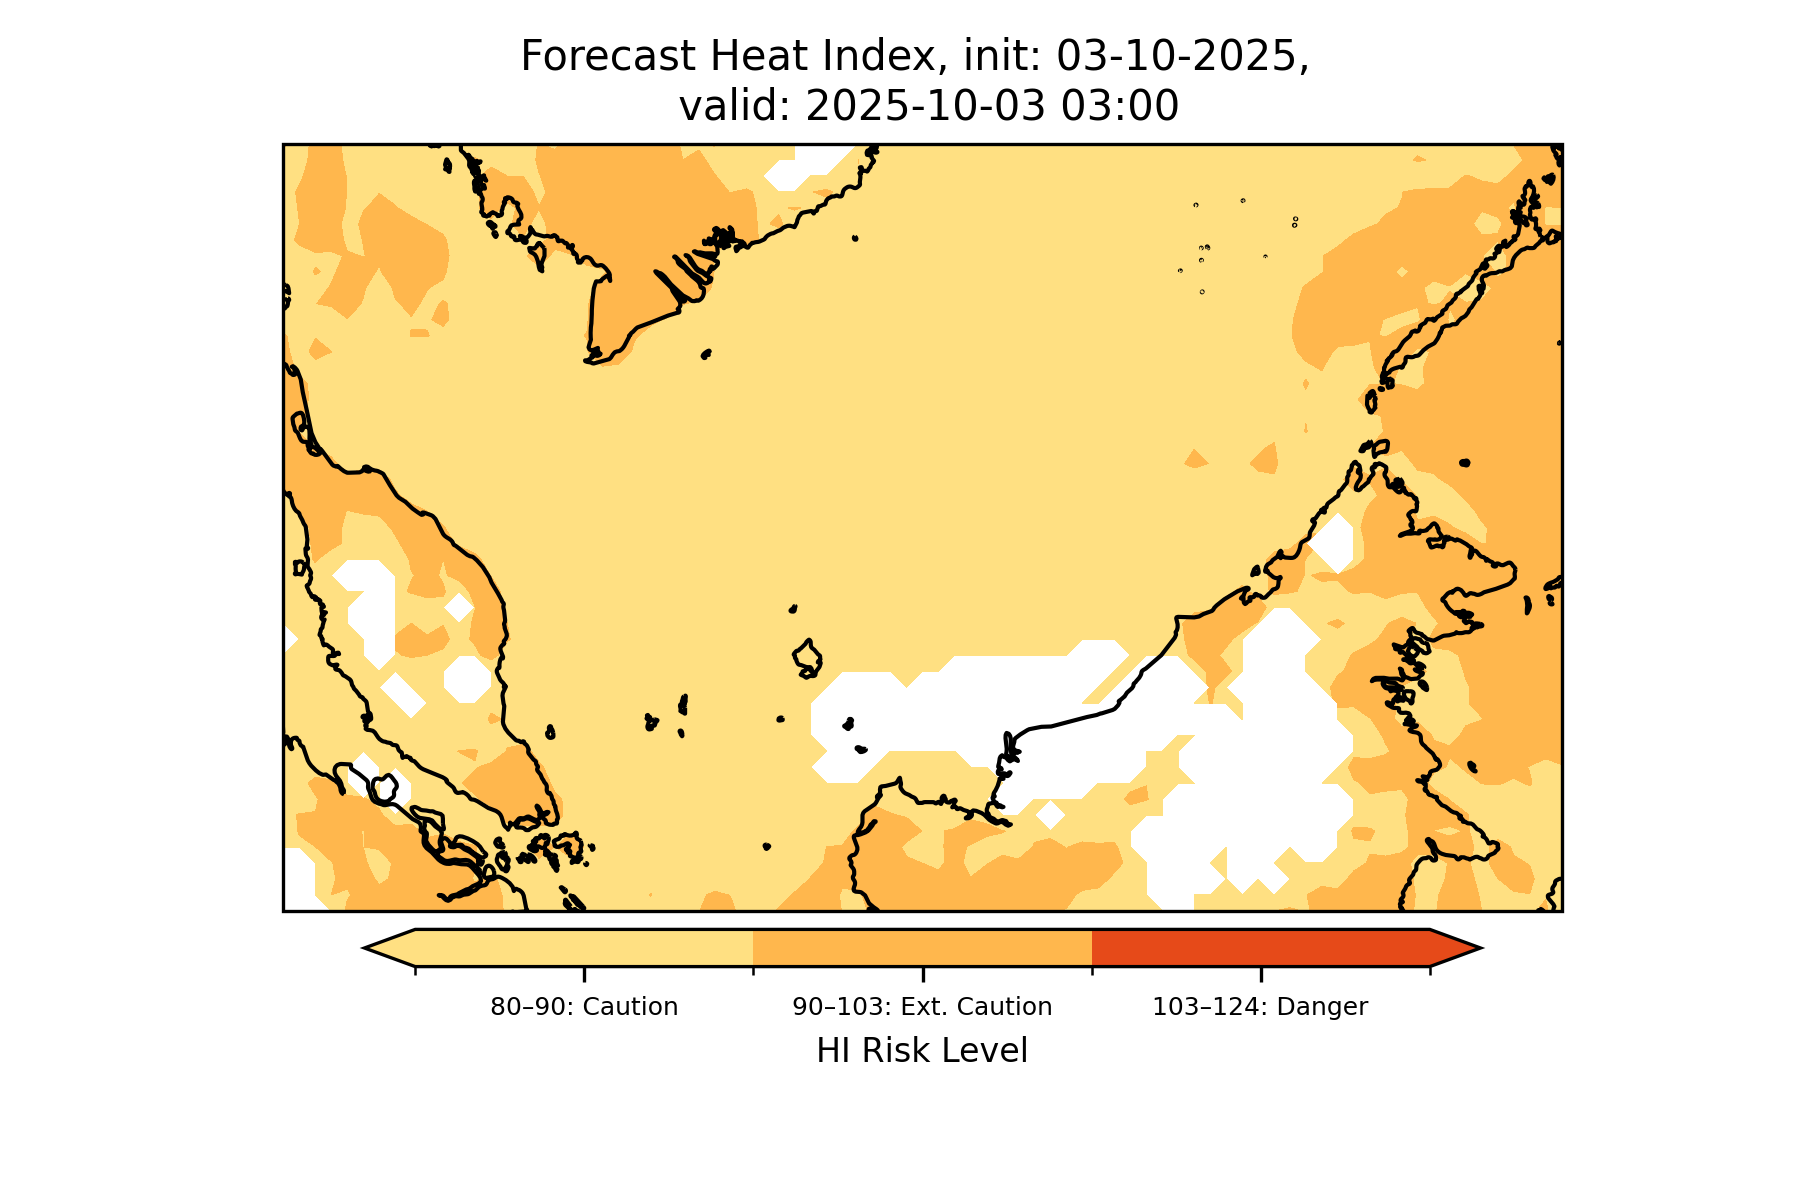 Forecast Heat Index, init: 03-10-2025,
valid: 2025-10-03 03:00
80–90: Caution
90–103: Ext. Caution
103–124: Danger
HI Risk Level